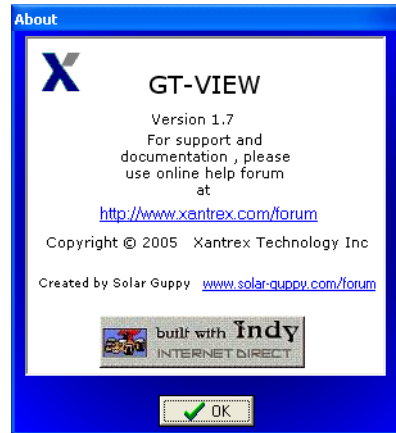 About
X
GT-VIEW
Version 1.7
For support and
documentation , please
use online help forum
at
http://www.xantrex.com/forum
Copyright © 2005 Xantrex Technology Inc
Created by Solar Guppy www.solar-guppy.com/forum
built with Indy
INTERNET DIRECT
OK